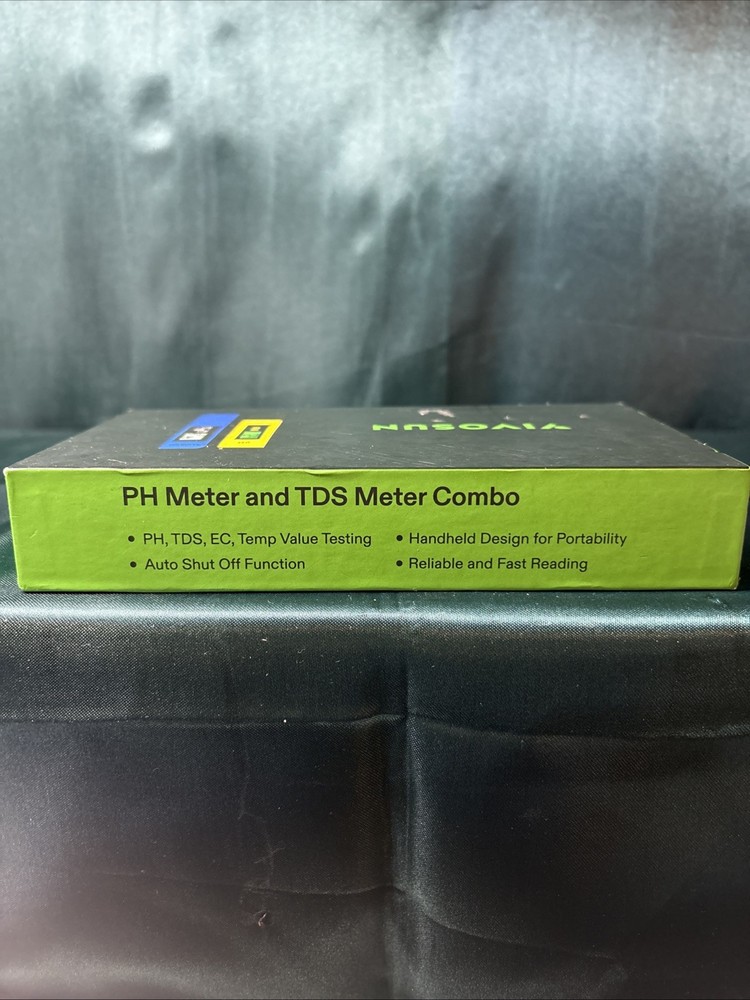 VIVOSUN
PH Meter and TDS Meter Combo
• PH, TDS, EC, Temp Value Testing
• Auto Shut Off Function
• Handheld Design for Portability
• Reliable and Fast Reading